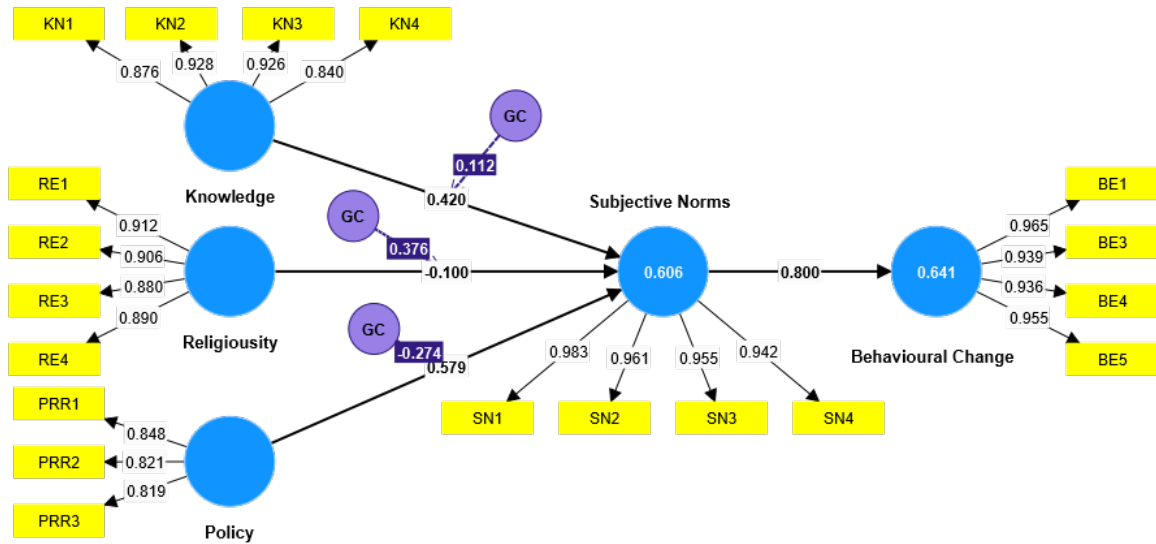 KN1
KN2
KN3
KN4
0.876
0.928
0.926
0.840
Knowledge
GC
0.112
0.420
RE1
RE2
RE3
RE4
0.912
0.906
0.880
0.890
Religiousity
GC
0.376
-0.100
PRR1
PRR2
PRR3
0.848
0.821
0.819
Policy
GC
-0.274
0.579
Subjective Norms
0.606
0.983
0.961
0.955
0.942
SN1
SN2
SN3
SN4
0.800
0.641
Behavioural Change
0.965
0.939
0.936
0.955
BE1
BE3
BE4
BE5